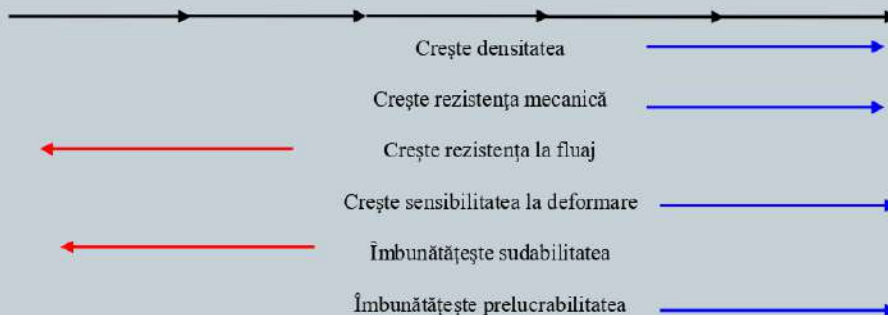 Crește densitatea
Crește rezistența mecanică
Crește rezistența la fluaj
Crește sensibilitatea la deformare
Îmbunătățește sudabilitatea
Îmbunătățește prelucrabilitatea